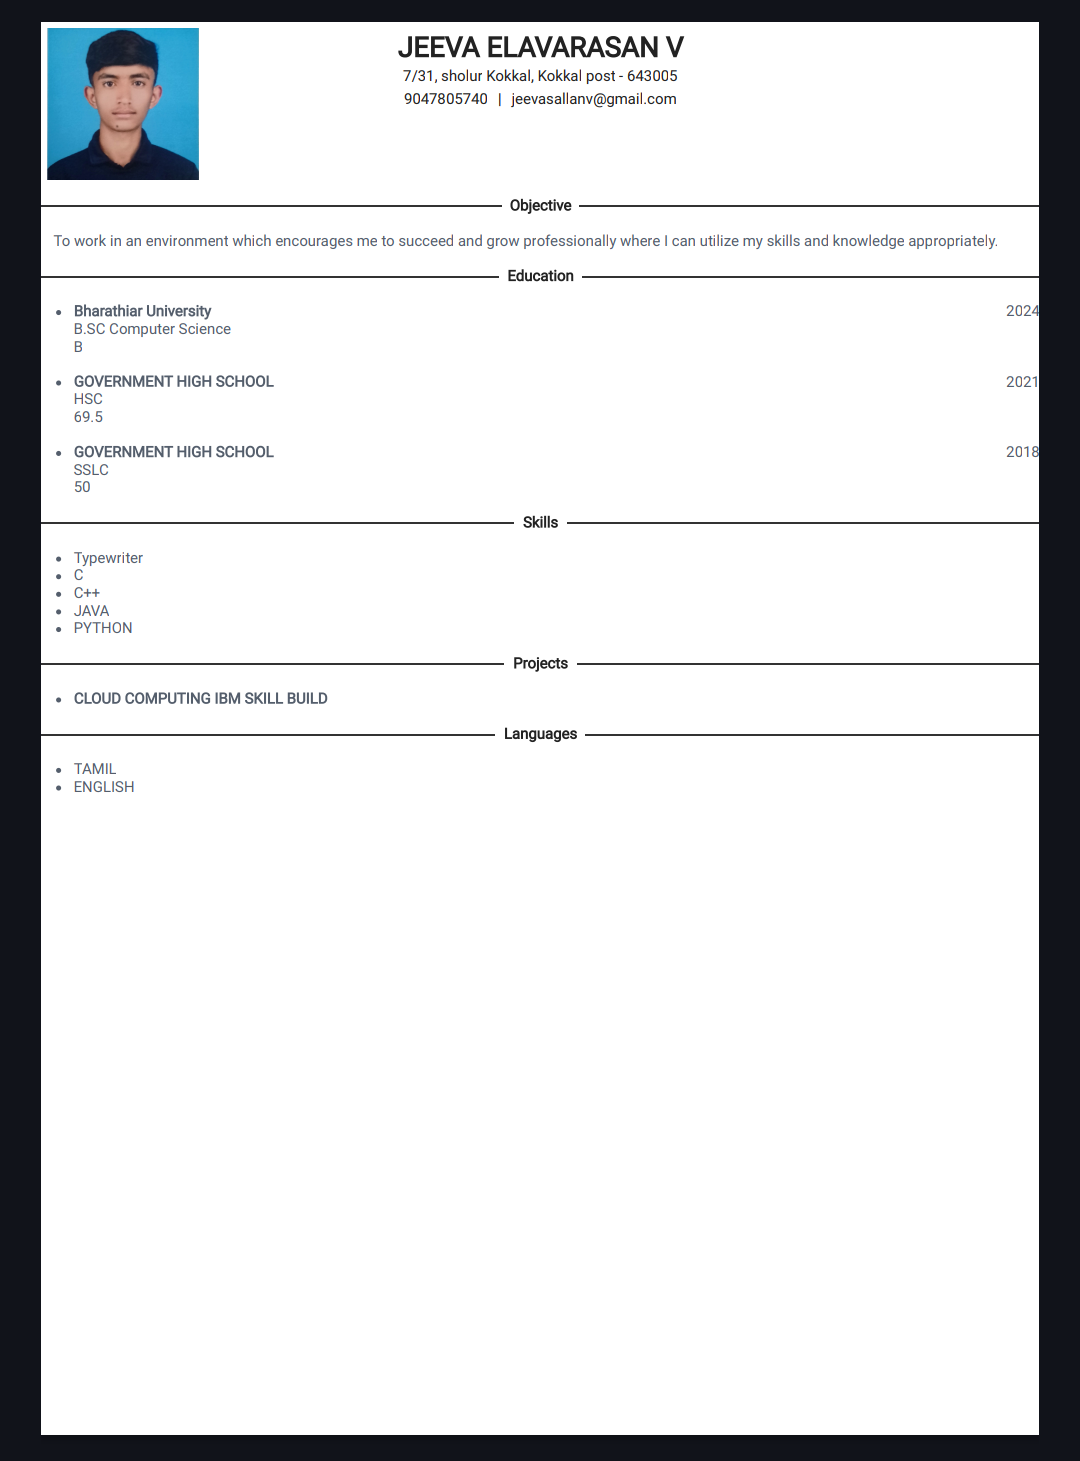 JEEVA ELAVARASAN V
7/31, sholur Kokkal, Kokkal post - 643005
9047805740 | jeevasallanv@gmail.com
Objective
To work in an environment which encourages me to succeed and grow professionally where I can utilize my skills and knowledge appropriately.
Education
• Bharathiar University 2024
B.SC Computer Science
B
• GOVERNMENT HIGH SCHOOL 2021
HSC
69.5
• GOVERNMENT HIGH SCHOOL 2018
SSLC
50
Skills
• Typewriter
• C
• C++
• JAVA
• PYTHON
Projects
• CLOUD COMPUTING IBM SKILL BUILD
Languages
• TAMIL
• ENGLISH